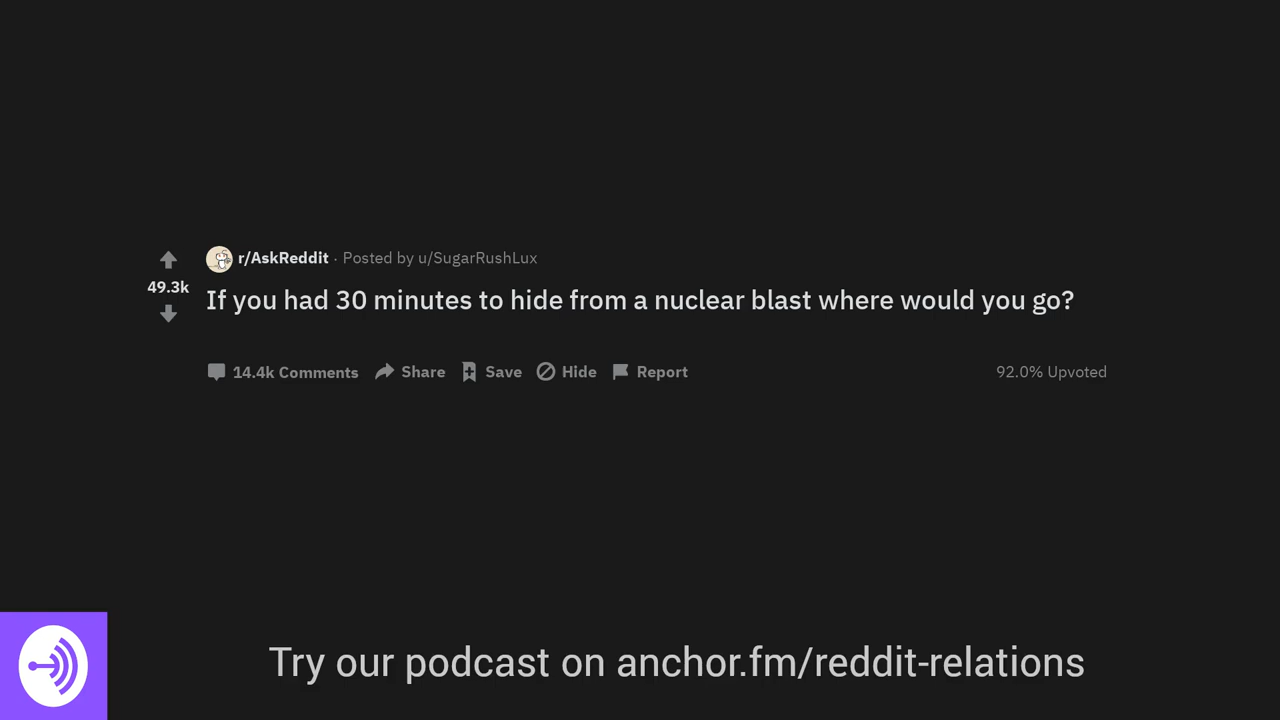 r/AskReddit · Posted by u/SugarRushLux
49.3k
If you had 30 minutes to hide from a nuclear blast where would you go?
14.4k Comments Share Save Hide Report 92.0% Upvoted
Try our podcast on anchor.fm/reddit-relations